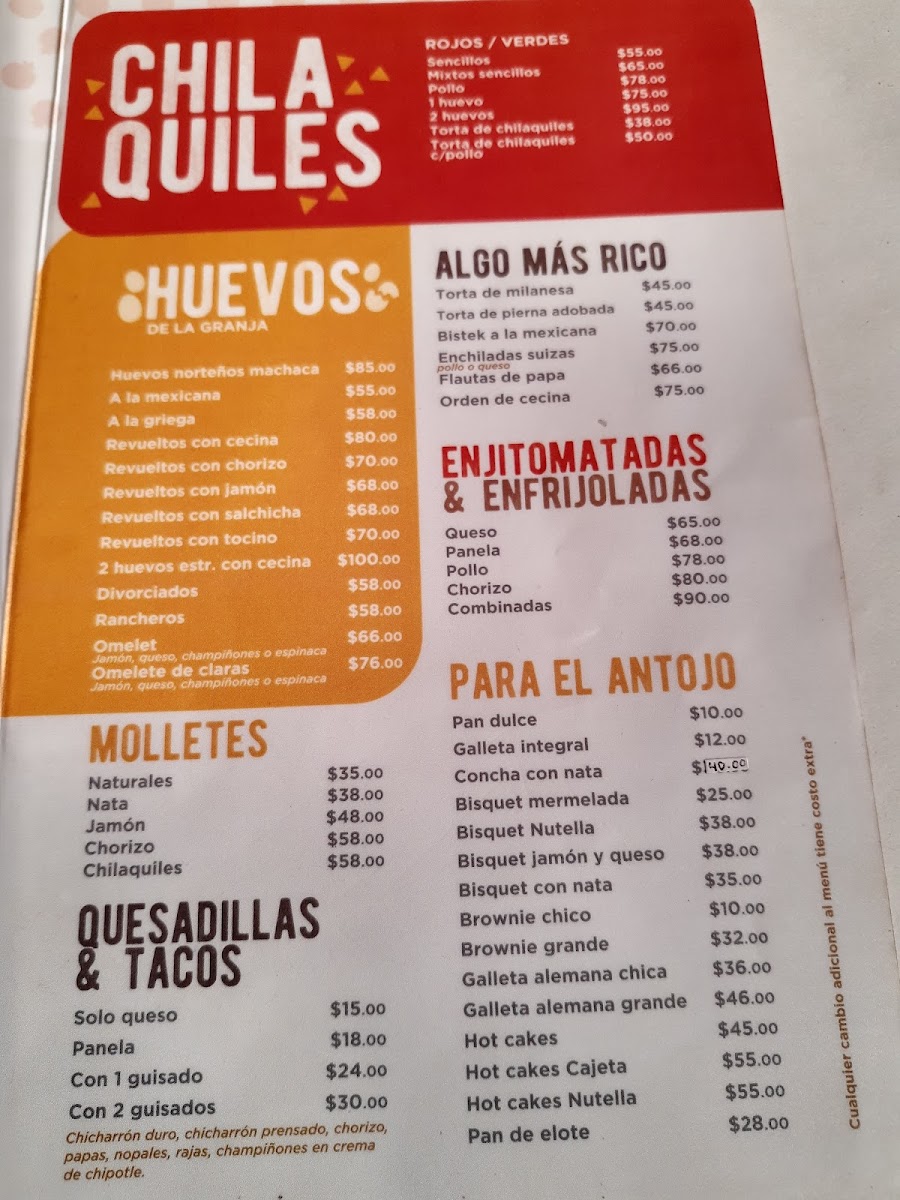 CHILA
QUILES
ROJOS / VERDES
Sencillos $55.00
Mixtos sencillos $65.00
Pollo $78.00
1 huevo $75.00
2 huevos $95.00
Torta de chilaquiles $38.00
Torta de chilaquiles $50.00
c/pollo
HUEVOS
DE LA GRANJA
Huevos norteños machaca $85.00
A la mexicana $55.00
A la griega $58.00
Revueltos con cecina $80.00
Revueltos con chorizo $70.00
Revueltos con jamón $68.00
Revueltos con salchicha $68.00
Revueltos con tocino $70.00
2 huevos estr. con cecina $100.00
Divorciados $58.00
Rancheros $58.00
Omelet $66.00
Jamón, queso, champiñones o espinaca
Omelete de claras $76.00
Jamón, queso, champiñones o espinaca
MOLLETES
Naturales $35.00
Nata $38.00
Jamón $48.00
Chorizo $58.00
Chilaquiles $58.00
QUESADILLAS
& TACOS
Solo queso $15.00
Panela $18.00
Con 1 guisado $24.00
Con 2 guisados $30.00
Chicharrón duro, chicharrón prensado, chorizo,
papas, nopales, rajas, champiñones en crema
de chipotle.
ALGO MÁS RICO
Torta de milanesa $45.00
Torta de pierna adobada $45.00
Bistek a la mexicana $70.00
Enchiladas suizas $75.00
pollo o queso
Flautas de papa $66.00
Orden de cecina $75.00
ENJITOMATADAS
& ENFRIJOLADAS
Queso $65.00
Panela $68.00
Pollo $78.00
Chorizo $80.00
Combinadas $90.00
PARA EL ANTOJO
Pan dulce $10.00
Galleta integral $12.00
Concha con nata $140.00
Bisquet mermelada $25.00
Bisquet Nutella $38.00
Bisquet jamón y queso $38.00
Bisquet con nata $35.00
Brownie chico $10.00
Brownie grande $32.00
Galleta alemana chica $36.00
Galleta alemana grande $46.00
Hot cakes $45.00
Hot cakes Cajeta $55.00
Hot cakes Nutella $55.00
Pan de elote $28.00
Cualquier cambio adicional al menú tiene costo extra*